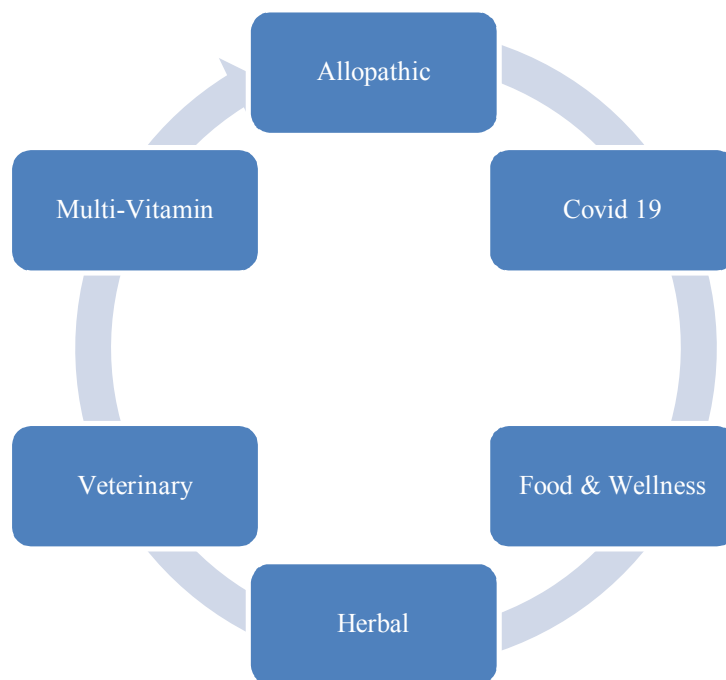 Allopathic
Covid 19
Food & Wellness
Herbal
Veterinary
Multi-Vitamin